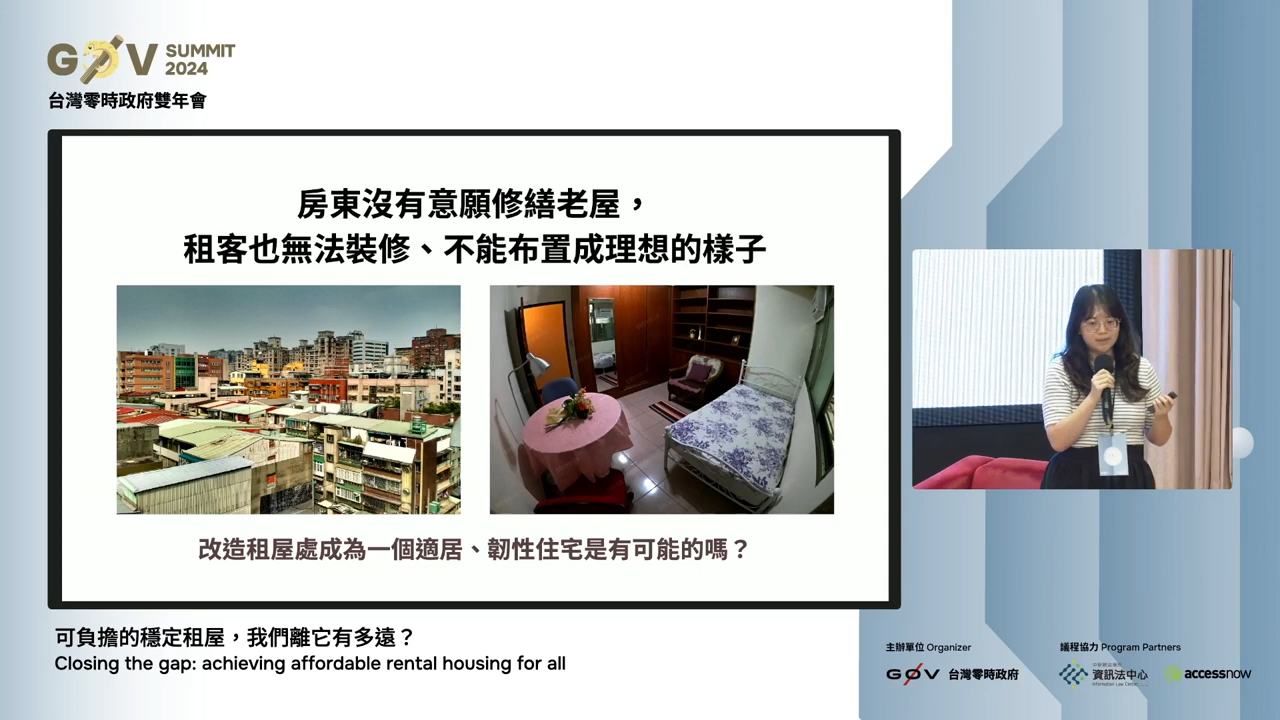 G0V SUMMIT 2024
台灣零時政府雙年會
房東沒有意願修繕老屋，
租客也無法裝修、不能布置成理想的樣子
改造租屋處成為一個適居、韌性住宅是有可能的嗎？
可負擔的穩定租屋，我們離它有多遠？
Closing the gap: achieving affordable rental housing for all
主辦單位 Organizer
議程協力 Program Partners
G0V 台灣零時政府
資訊法中心
Information Law Center
accessnow